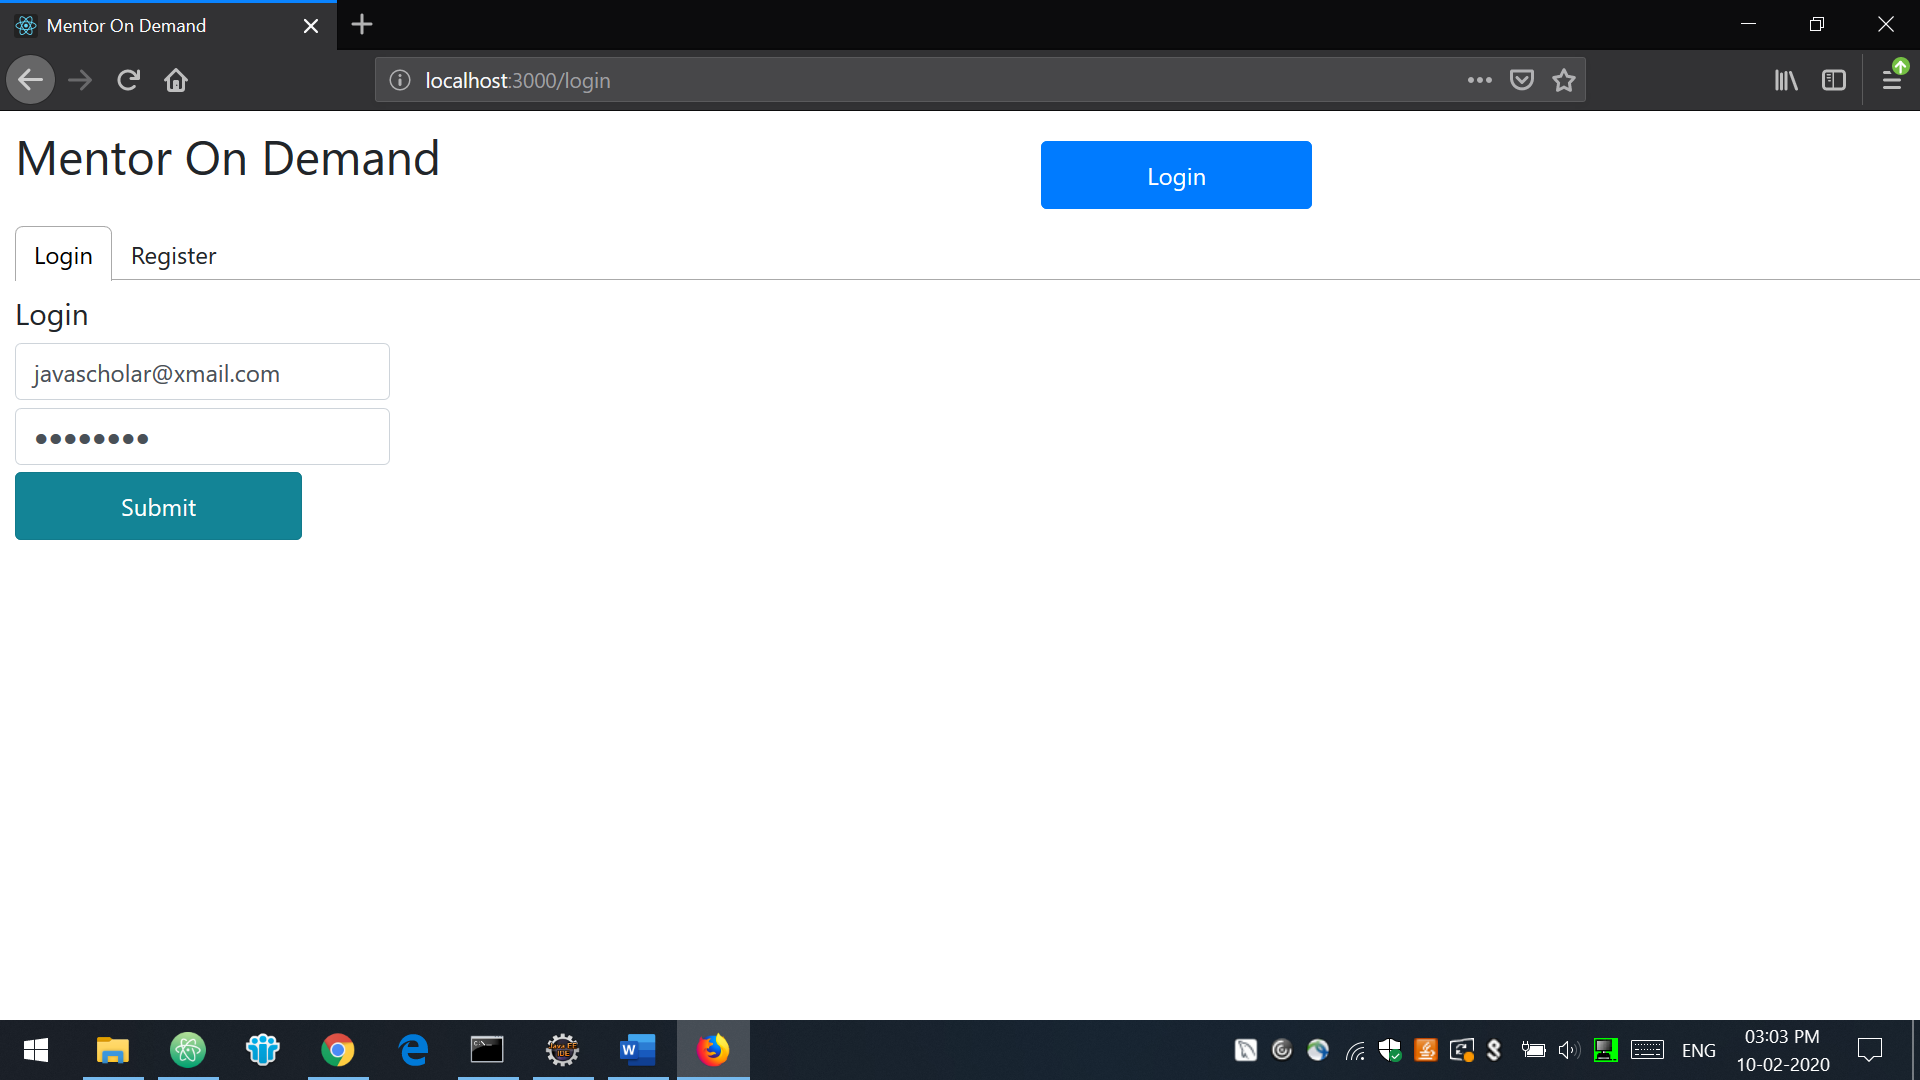 Mentor On Demand
localhost:3000/login
Mentor On Demand
Login
Login
Register
Login
javascholar@xmail.com
Submit
W
ENG
03:03 PM
10-02-2020